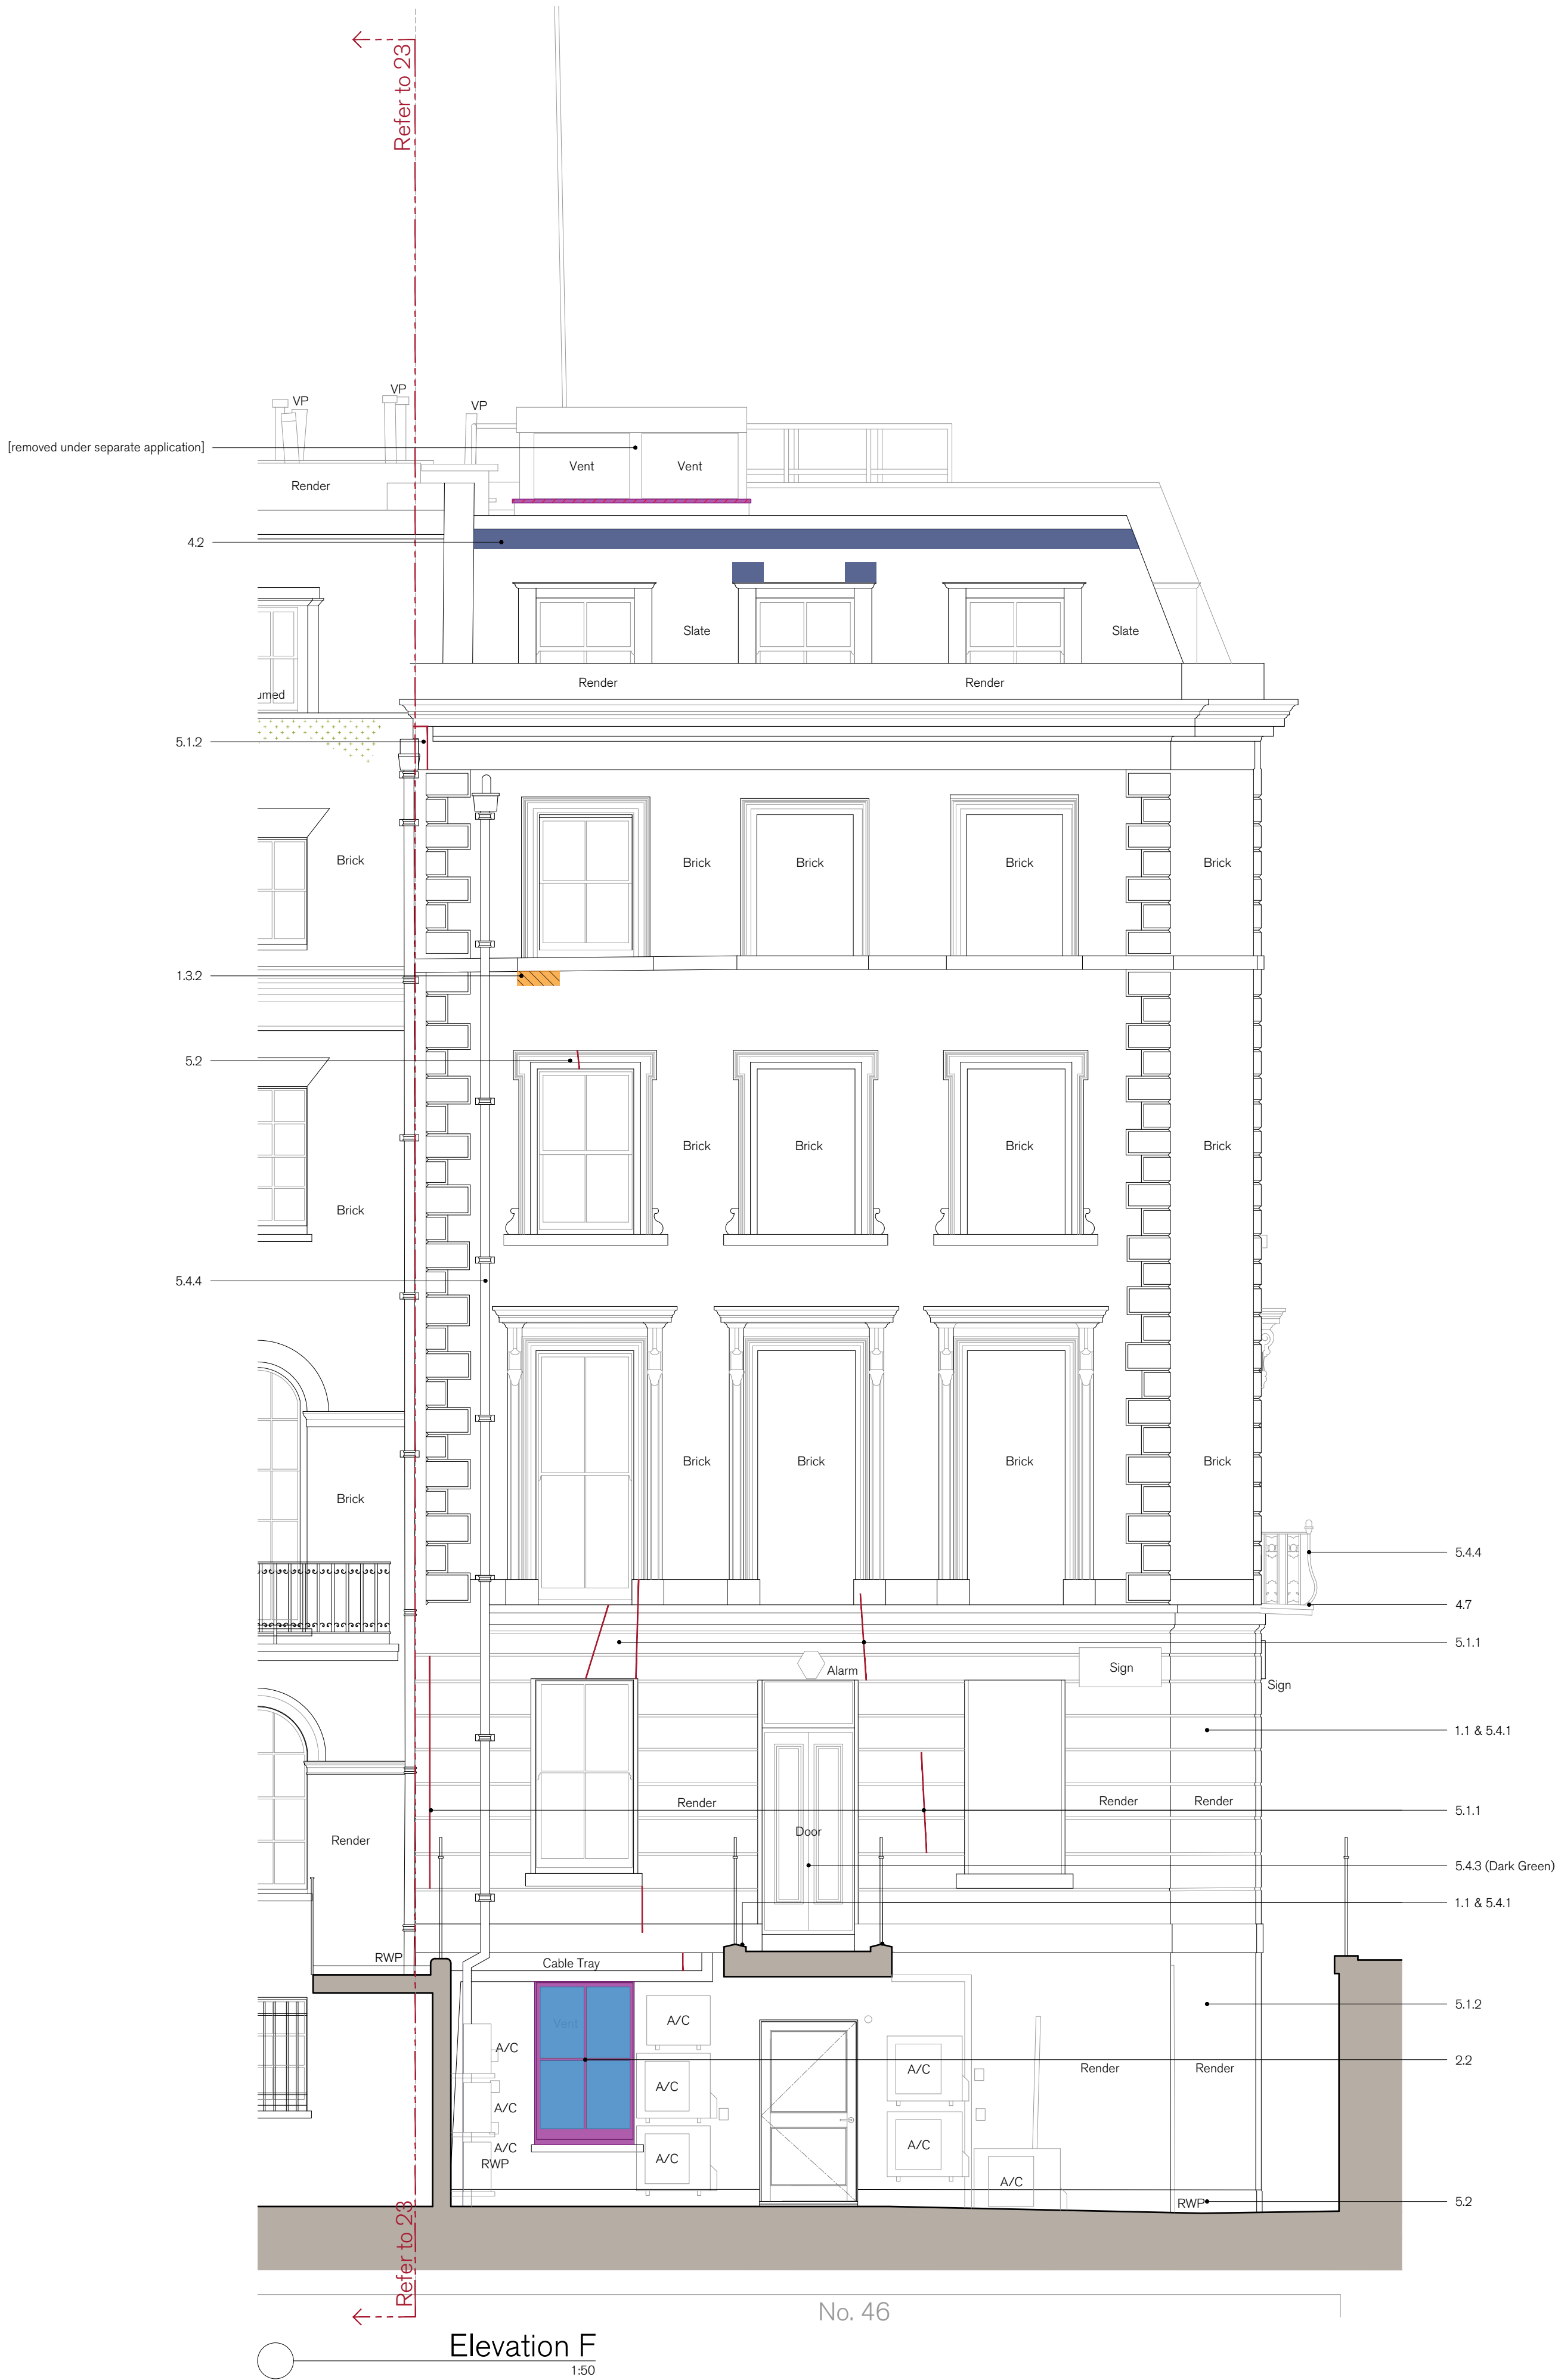 Refer to 23
VP
VP
VP
[removed under separate application]
Vent
Vent
Render
4.2
Slate
Slate
Render
Render
umed
5.1.2
Brick
Brick
Brick
Brick
Brick
1.3.2
5.2
Brick
Brick
Brick
Brick
Brick
5.4.4
Brick
Brick
Brick
Brick
Brick
5.4.4
4.7
5.1.1
Alarm
Sign
Sign
1.1 & 5.4.1
Render
Render
Render
5.1.1
Door
Render
5.4.3 (Dark Green)
1.1 & 5.4.1
RWP
Cable Tray
5.1.2
Vent
A/C
A/C
2.2
A/C
A/C
Render
Render
A/C
A/C
A/C
RWP
A/C
A/C
RWP
5.2
Refer to 23
No. 46
Elevation F
1:50